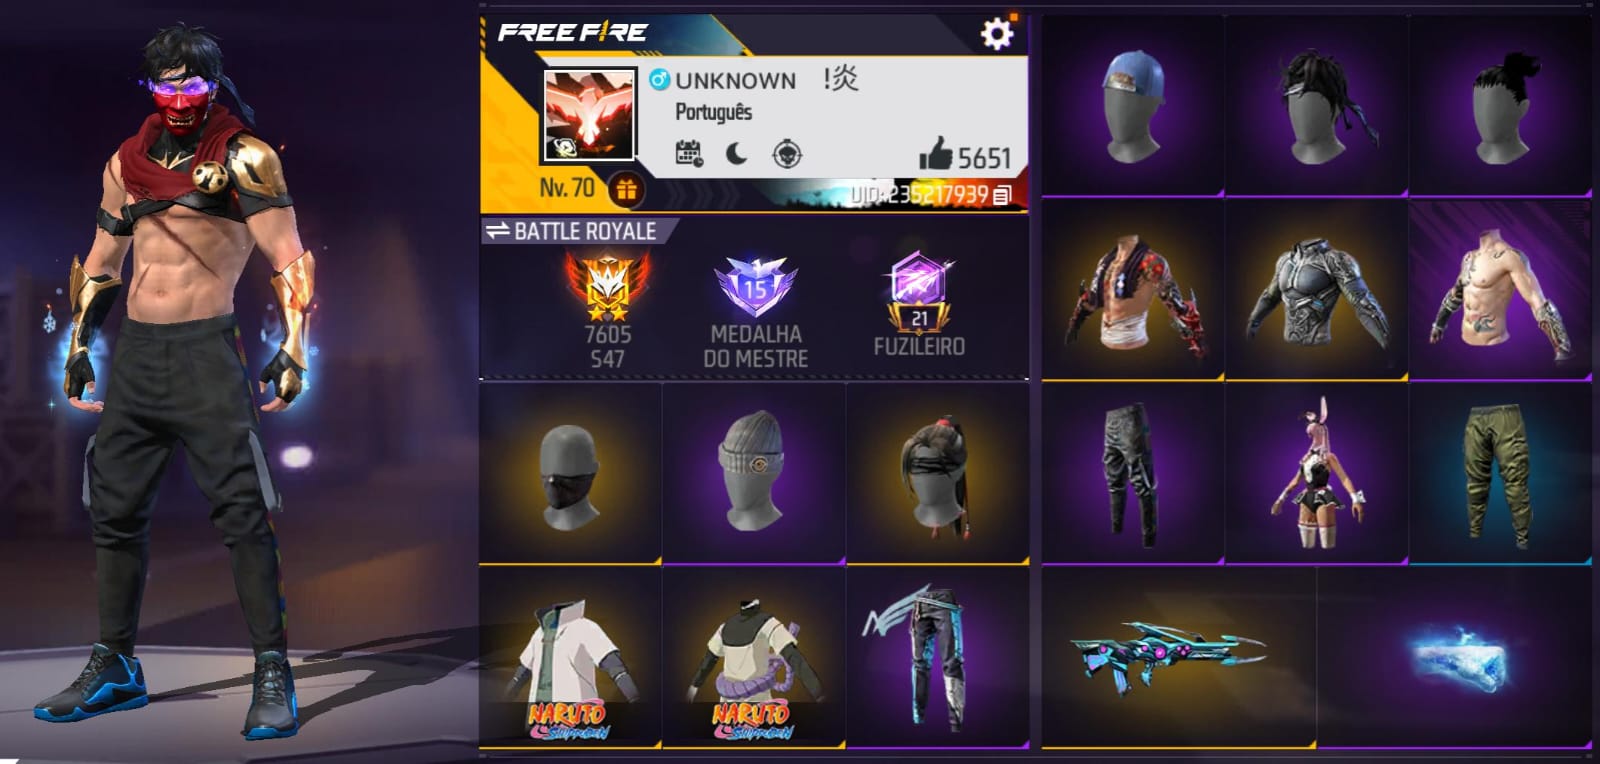 FREE FIRE
UNKNOWN !炎
Português
5651
Nv. 70
UID:235217939
BATTLE ROYALE
15
21
7605
S47
MEDALHA
DO MESTRE
FUZILEIRO
NARUTO
SHIPPUDEN
NARUTO
SHIPPUDEN